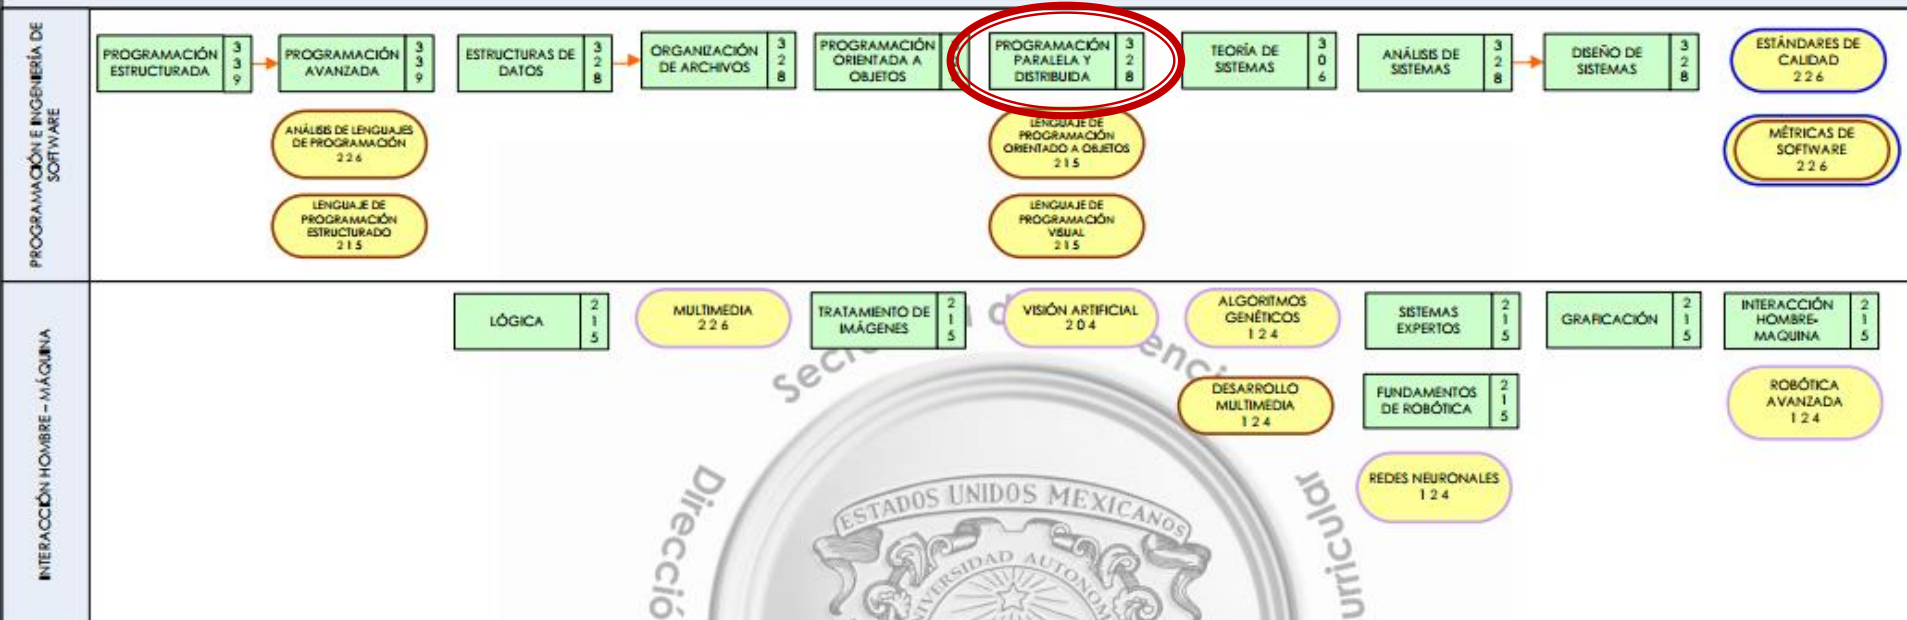 PROGRAMACIÓN E INGENIERÍA DE
SOFTWARE
PROGRAMACIÓN
ESTRUCTURADA
3
3
9
PROGRAMACIÓN
AVANZADA
3
3
9
ESTRUCTURAS DE
DATOS
3
2
8
ORGANIZACIÓN
DE ARCHIVOS
3
2
8
PROGRAMACIÓN
ORIENTADA A
OBJETOS
PROGRAMACIÓN
PARALELA Y
DISTRIBUIDA
3
2
8
TEORÍA DE
SISTEMAS
3
0
6
ANÁLISIS DE
SISTEMAS
3
2
8
DISEÑO DE
SISTEMAS
3
2
8
ESTÁNDARES DE
CALIDAD
2 2 6
ANÁLISIS DE LENGUAJES
DE PROGRAMACIÓN
2 2 6
LENGUAJE DE
PROGRAMACIÓN
ORIENTADO A OBJETOS
2 1 5
MÉTRICAS DE
SOFTWARE
2 2 6
LENGUAJE DE
PROGRAMACIÓN
ESTRUCTURADO
2 1 5
LENGUAJE DE
PROGRAMACIÓN
VISUAL
2 1 5
INTERACCIÓN HOMBRE – MÁQUINA
LÓGICA
2
1
5
MULTIMEDIA
2 2 6
TRATAMIENTO DE
IMÁGENES
2
1
5
VISIÓN ARTIFICIAL
2 0 4
ALGORITMOS
GENÉTICOS
1 2 4
SISTEMAS
EXPERTOS
2
1
5
GRAFICACIÓN
2
1
5
INTERACCIÓN
HOMBRE-
MAQUINA
2
1
5
DESARROLLO
MULTIMEDIA
1 2 4
FUNDAMENTOS
DE ROBÓTICA
2
1
5
ROBÓTICA
AVANZADA
1 2 4
REDES NEURONALES
1 2 4
ESTADOS UNIDOS MEXICANOS